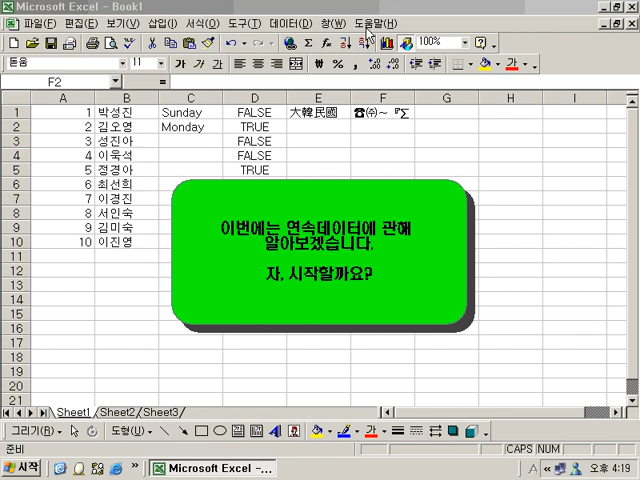 Microsoft Excel - Book1
파일(F) 편집(E) 보기(V) 삽입(I) 서식(O) 도구(T) 데이터(D) 창(W) 도움말(H)
100%
돋움 11 가 가 가
F2 =
A B C D E F G H I
1 1 박성진 Sunday FALSE 大韓民國 ☎㈜~『∑
2 2 김오영 Monday TRUE
3 3 성진아 FALSE
4 4 이욱석 FALSE
5 5 정경아 TRUE
6 6 최선희
7 7 이경진
8 8 서인숙
9 9 김미숙
10 10 이진영
11
12
13
14
15
16
17
18
19
20
21
이번에는 연속데이터에 관해
알아보겠습니다.
자, 시작할까요?
Sheet1 Sheet2 Sheet3
그리기(R) 도형(U)
준비 CAPS NUM
시작 Microsoft Excel -... A 오후 4:19